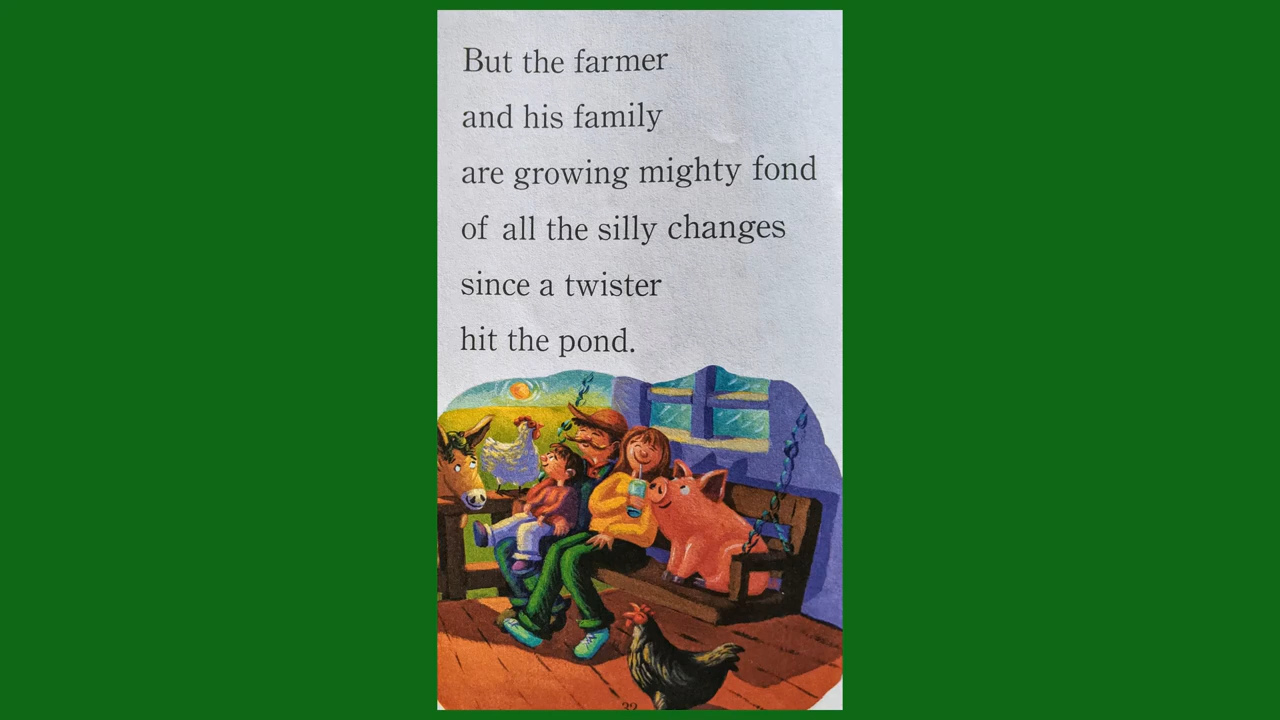 But the farmer
and his family
are growing mighty fond
of all the silly changes
since a twister
hit the pond.
32